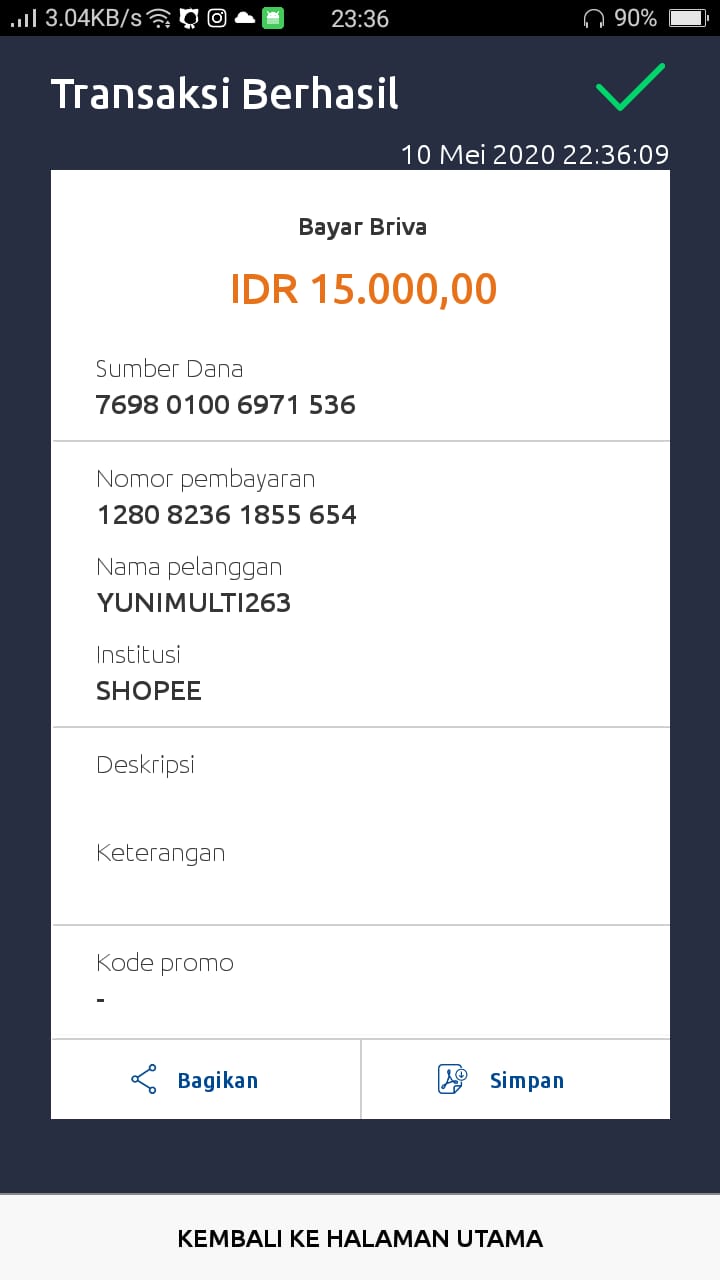 3.04KB/s 23:36 90%
Transaksi Berhasil
10 Mei 2020 22:36:09
Bayar Briva
IDR 15.000,00
Sumber Dana
7698 0100 6971 536
Nomor pembayaran
1280 8236 1855 654
Nama pelanggan
YUNIMULTI263
Institusi
SHOPEE
Deskripsi
Keterangan
Kode promo
-
Bagikan Simpan
KEMBALI KE HALAMAN UTAMA